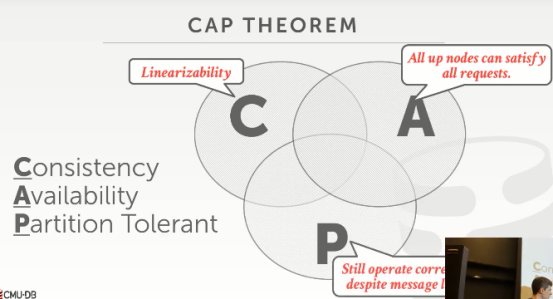 CAP THEOREM
Linearizability
All up nodes can satisfy
all requests.
C
A
Consistency
Availability
Partition Tolerant
P
Still operate
despite message
CMU·DB